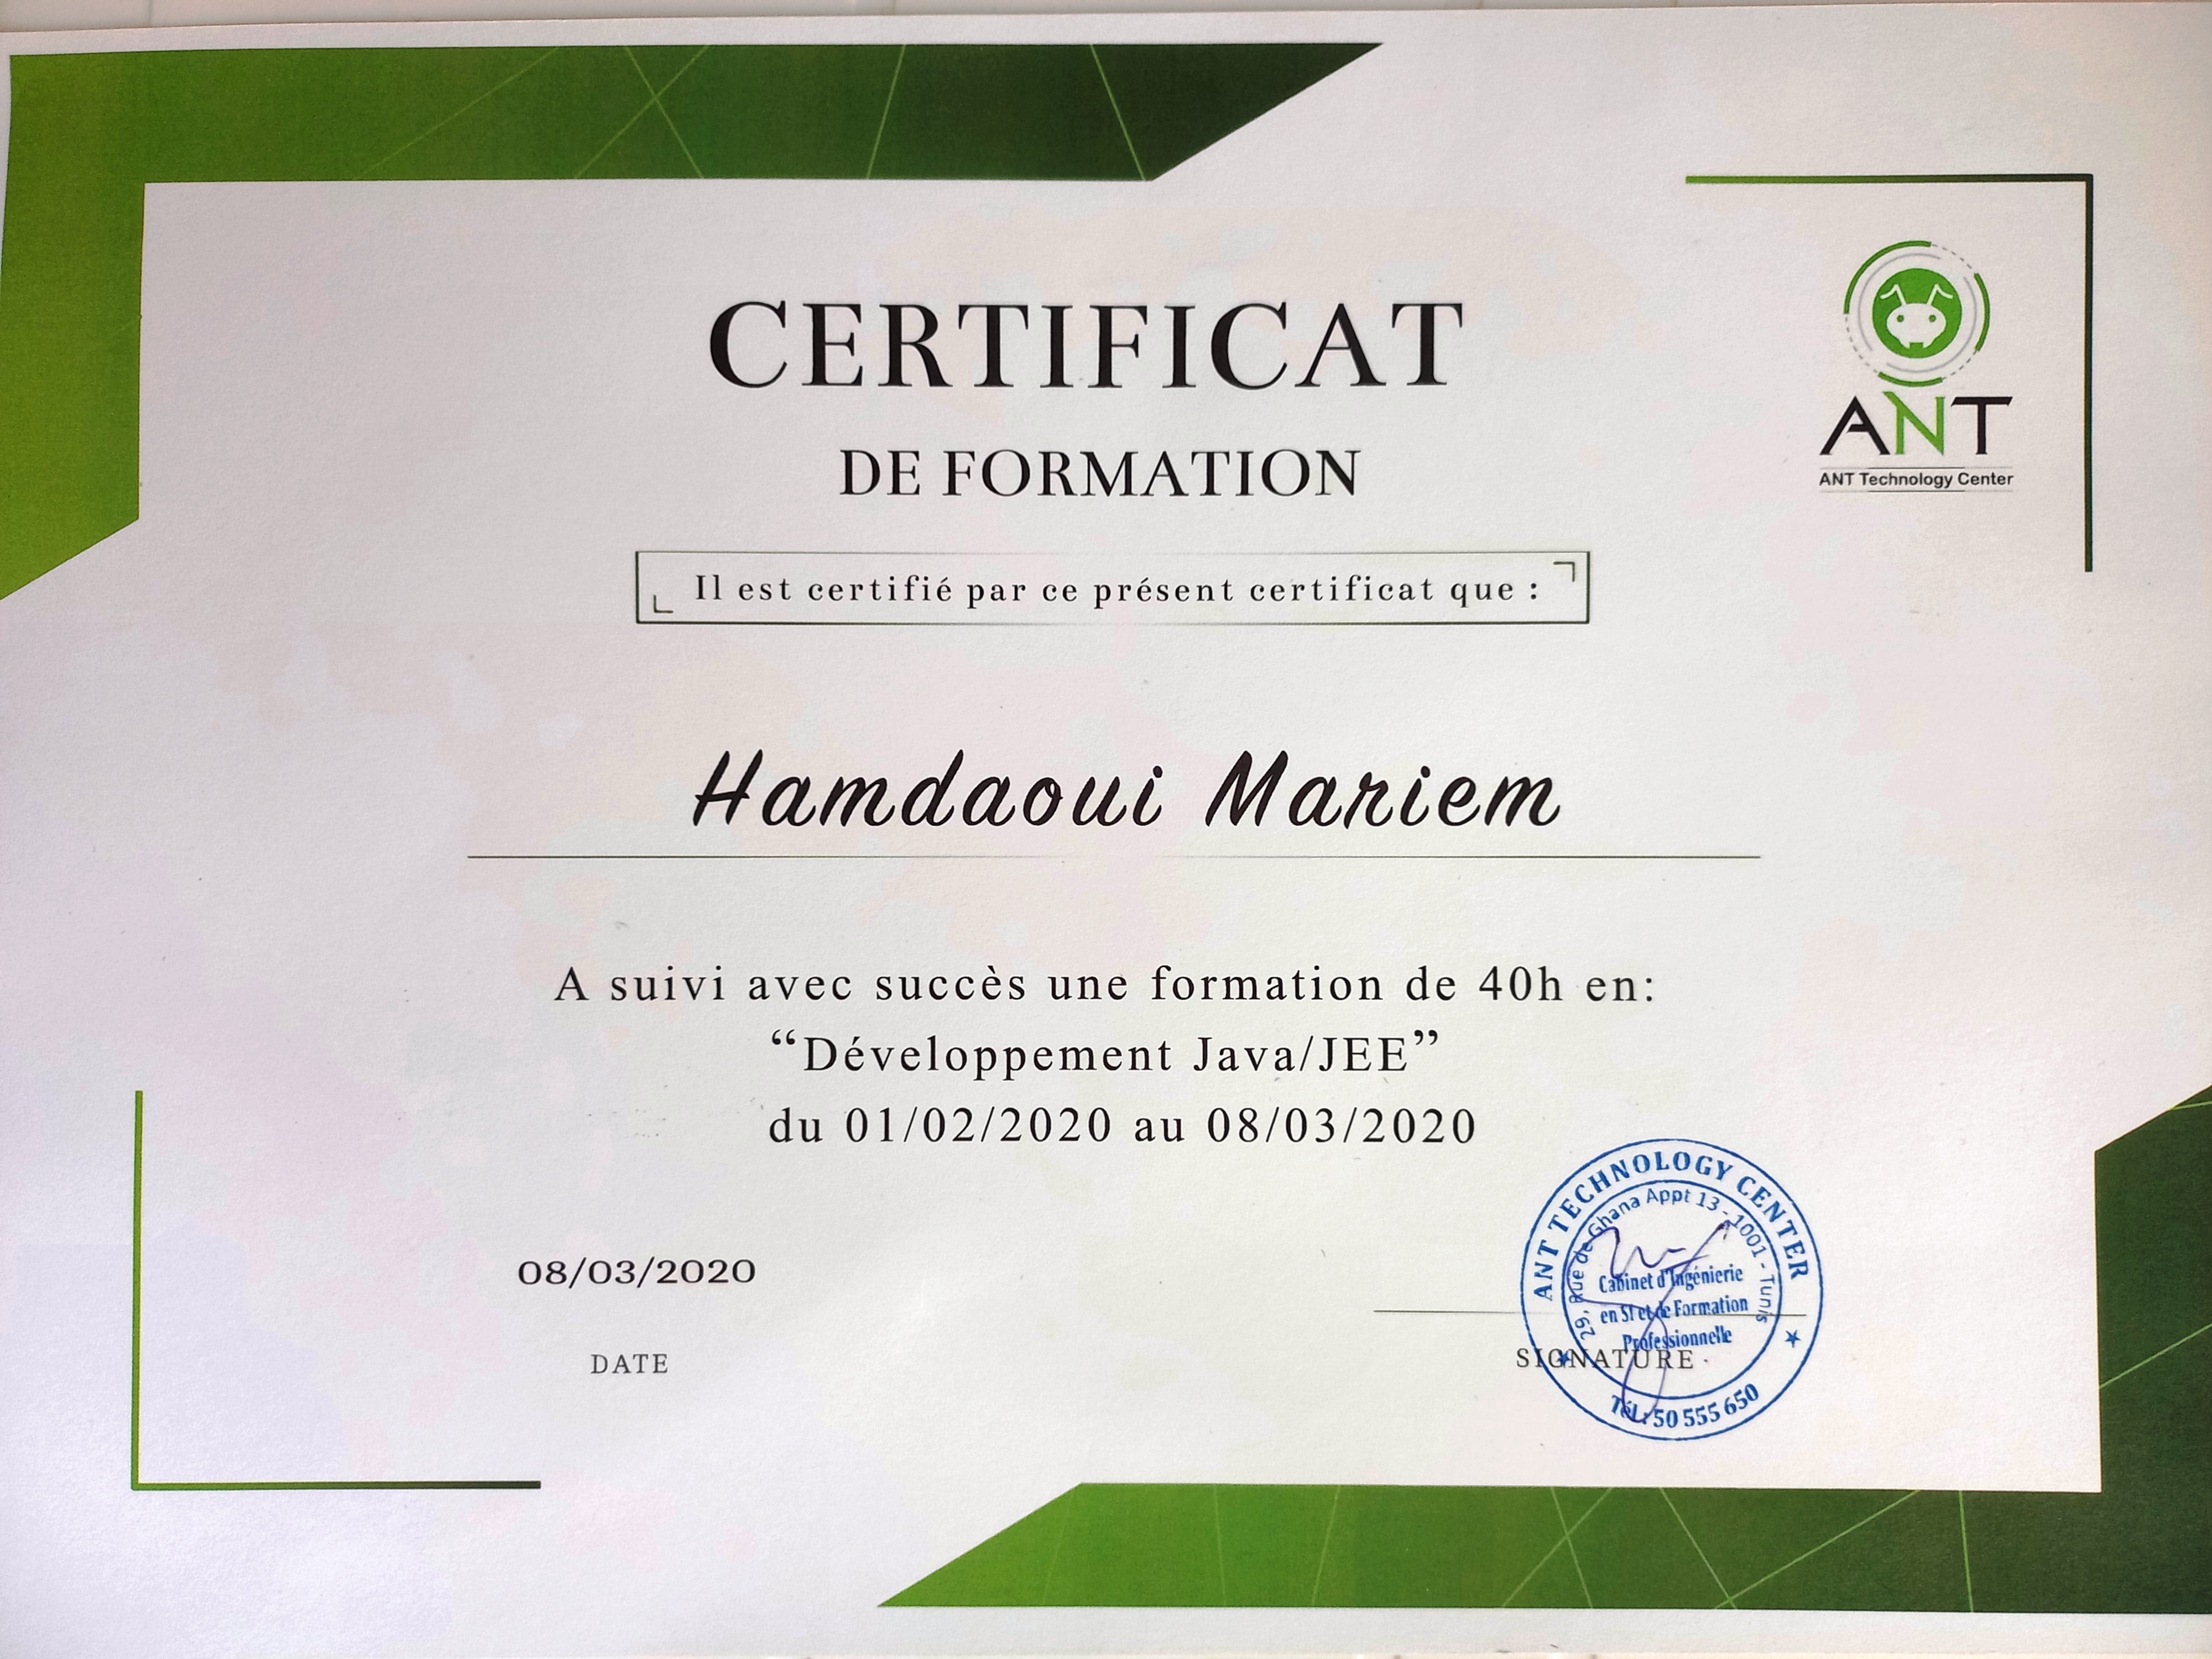 CERTIFICAT
DE FORMATION
ANT
ANT Technology Center
Il est certifié par ce présent certificat que :
Hamdaoui Mariem
A suivi avec succès une formation de 40h en:
“Développement Java/JEE”
du 01/02/2020 au 08/03/2020
08/03/2020
DATE
SIGNATURE
ANT TECHNOLOGY CENTER
29, Rue de Ghana Appt 13 - 1001 - Tunis
Cabinet d'Ingénierie
en SI et de Formation
Professionnelle
Tél.: 50 555 650